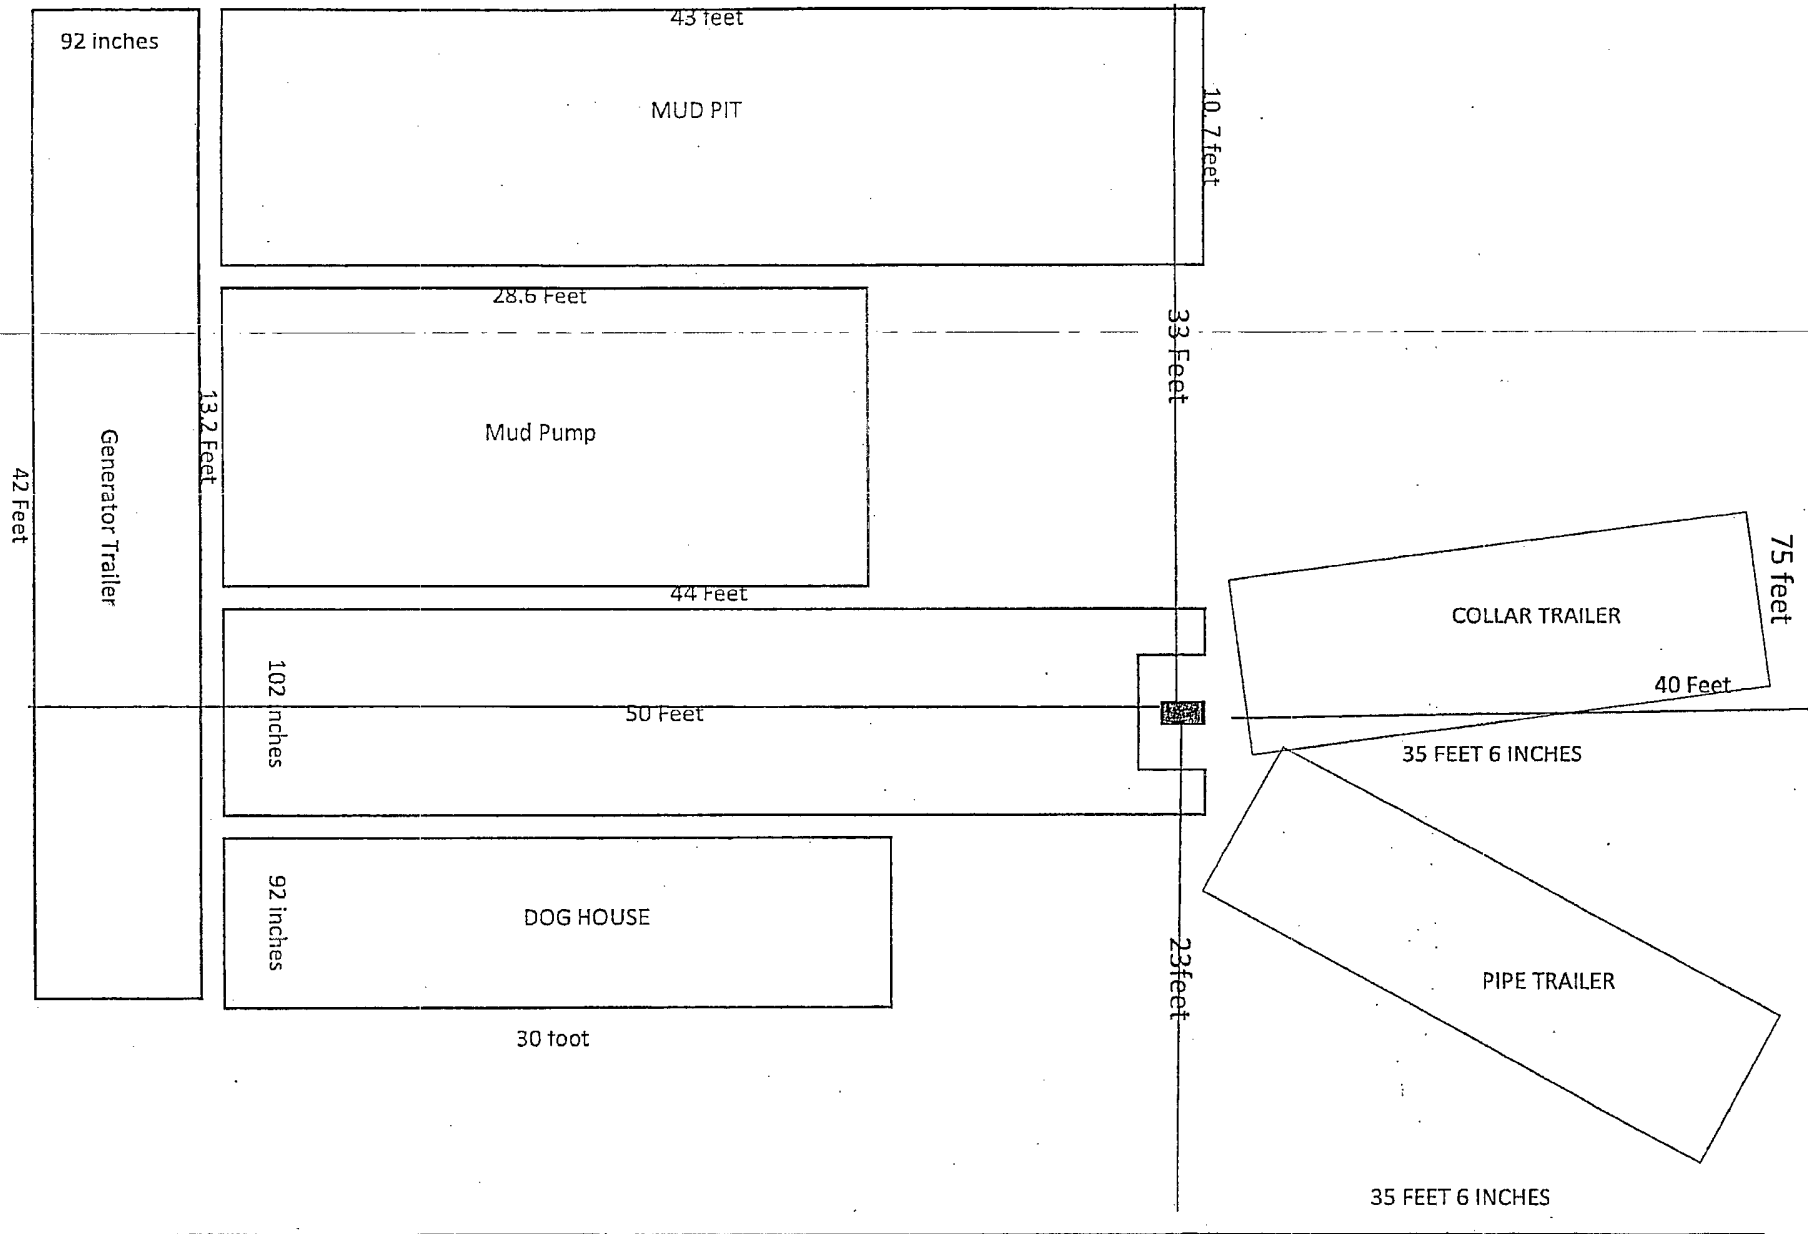 43 feet
92 inches
MUD PIT
10.7 feet
28.6 Feet
33 Feet
13.2 Feet
Mud Pump
Generator Trailer
42 Feet
75 feet
44 Feet
COLLAR TRAILER
102 inches
40 Feet
50 Feet
35 FEET 6 INCHES
92 inches
DOG HOUSE
23feet
PIPE TRAILER
30 foot
35 FEET 6 INCHES